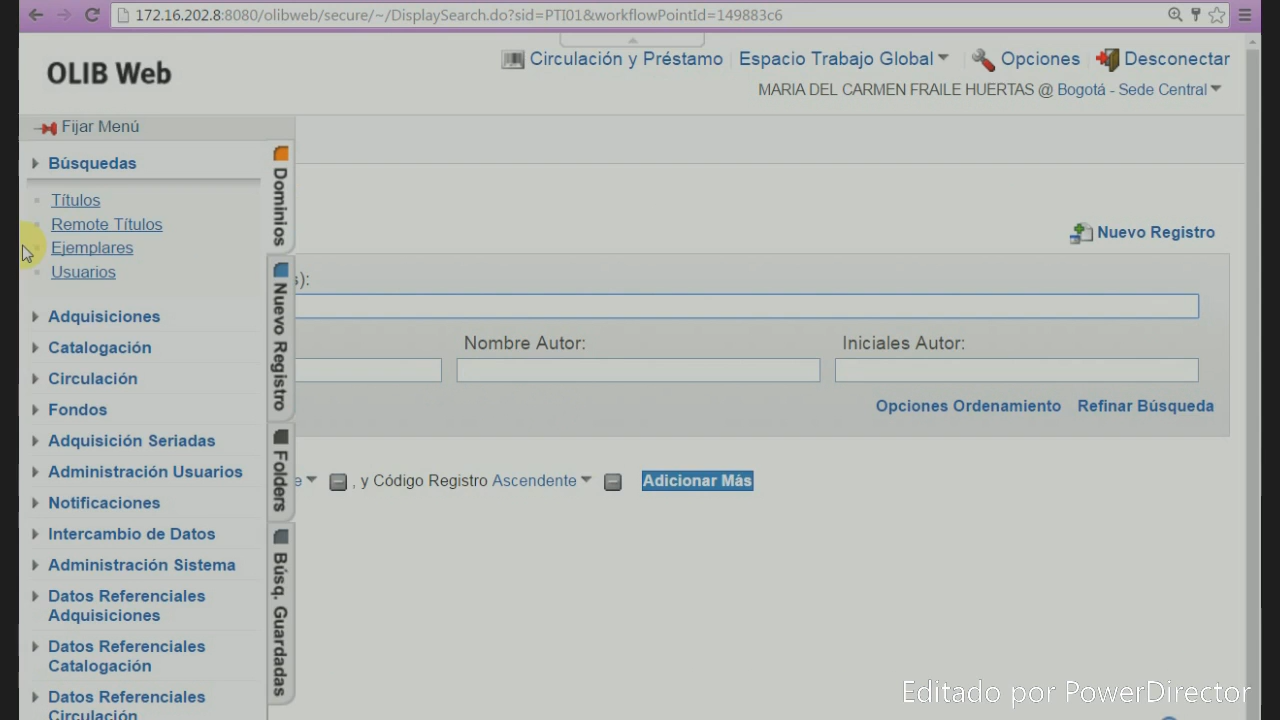 172.16.202.8:8080/olibweb/secure/~/DisplaySearch.do?sid=PTI01&workflowPointId=149883c6
OLIB Web
Circulación y Préstamo
Espacio Trabajo Global
Opciones
Desconectar
MARIA DEL CARMEN FRAILE HUERTAS @ Bogotá - Sede Central
Fijar Menú
Búsquedas
Títulos
Remote Títulos
Ejemplares
Usuarios
Adquisiciones
Catalogación
Circulación
Fondos
Adquisición Seriadas
Administración Usuarios
Notificaciones
Intercambio de Datos
Administración Sistema
Datos Referenciales
Adquisiciones
Datos Referenciales
Catalogación
Datos Referenciales
Circulación
Dominios
Nuevo Registro
Folders
Búsq. Guardadas
Nuevo Registro
s):
Nombre Autor:
Iniciales Autor:
Opciones Ordenamiento
Refinar Búsqueda
e , y Código Registro Ascendente Adicionar Más
Editado por PowerDirector